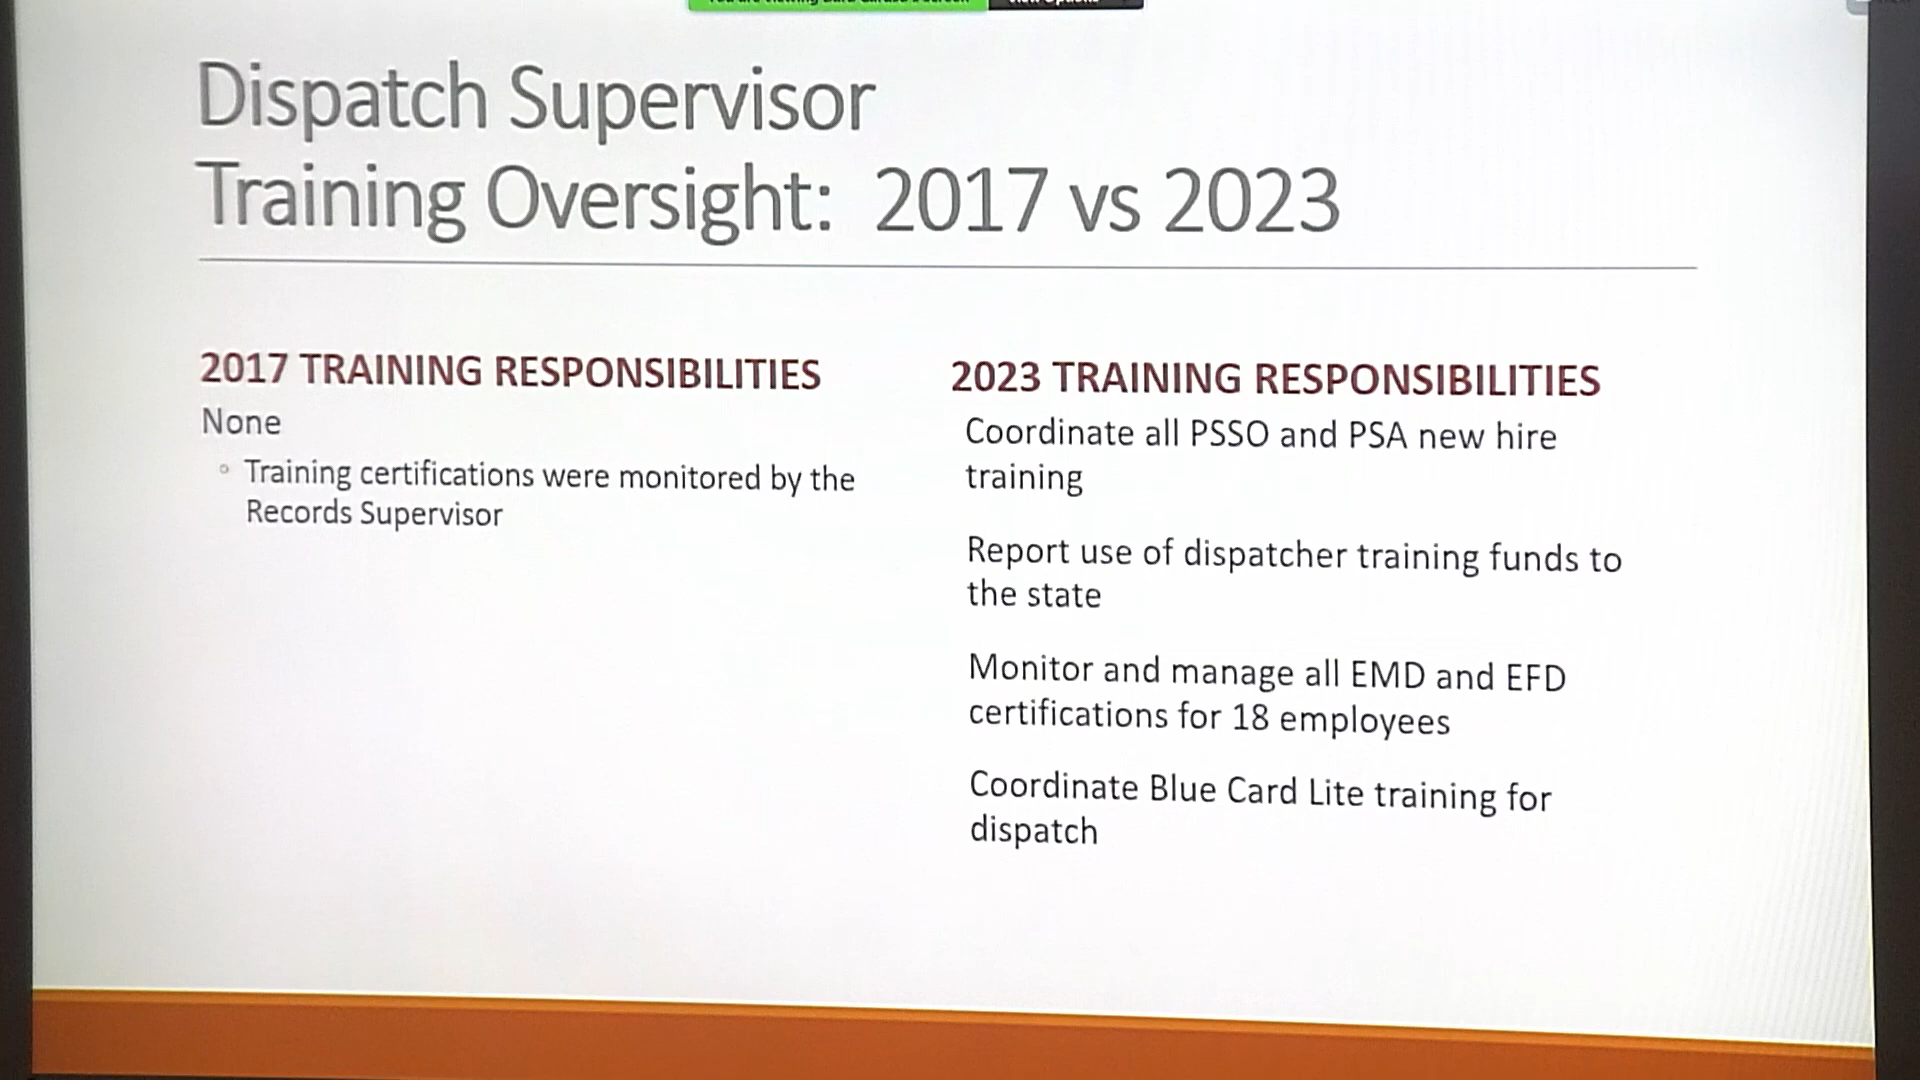 Dispatch Supervisor
Training Oversight: 2017 vs 2023
2017 TRAINING RESPONSIBILITIES
None
Training certifications were monitored by the
Records Supervisor
2023 TRAINING RESPONSIBILITIES
Coordinate all PSSO and PSA new hire
training
Report use of dispatcher training funds to
the state
Monitor and manage all EMD and EFD
certifications for 18 employees
Coordinate Blue Card Lite training for
dispatch